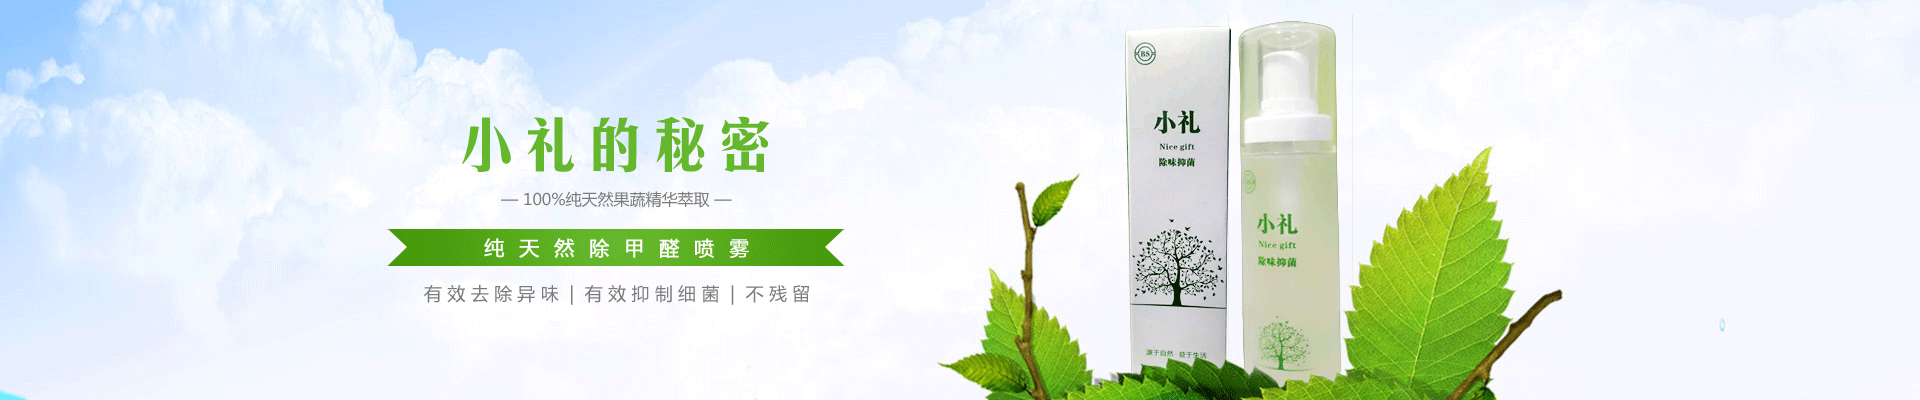 小礼的秘密
— 100%纯天然果蔬精华萃取 —
纯天然除甲醛喷雾
有效去除异味 | 有效抑制细菌 | 不残留
BS
小礼
Nice gift
除味抑菌
源于自然 益于生活
小礼
Nice gift
除味抑菌